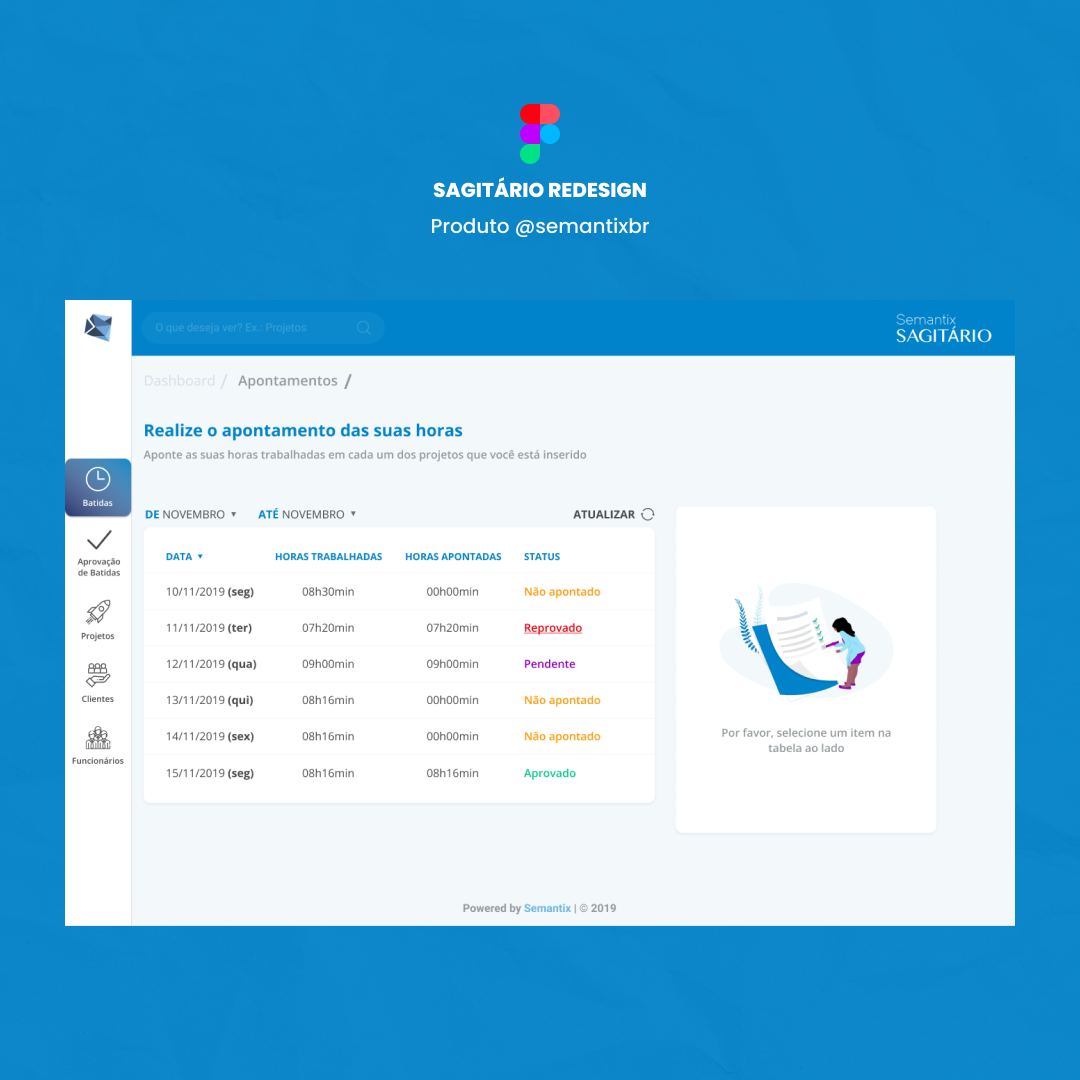 SAGITÁRIO REDESIGN
Produto @semantixbr
O que deseja ver? Ex.: Projetos
Semantix
SAGITÁRIO
Dashboard / Apontamentos /
Realize o apontamento das suas horas
Aponte as suas horas trabalhadas em cada um dos projetos que você está inserido
Batidas
Aprovação
de Batidas
Projetos
Clientes
Funcionários
DE NOVEMBRO ▼ ATÉ NOVEMBRO ▼ ATUALIZAR
DATA ▼ HORAS TRABALHADAS HORAS APONTADAS STATUS
10/11/2019 (seg) 08h30min 00h00min Não apontado
11/11/2019 (ter) 07h20min 07h20min Reprovado
12/11/2019 (qua) 09h00min 09h00min Pendente
13/11/2019 (qui) 08h16min 00h00min Não apontado
14/11/2019 (sex) 08h16min 00h00min Não apontado
15/11/2019 (seg) 08h16min 08h16min Aprovado
Por favor, selecione um item na
tabela ao lado
Powered by Semantix | © 2019